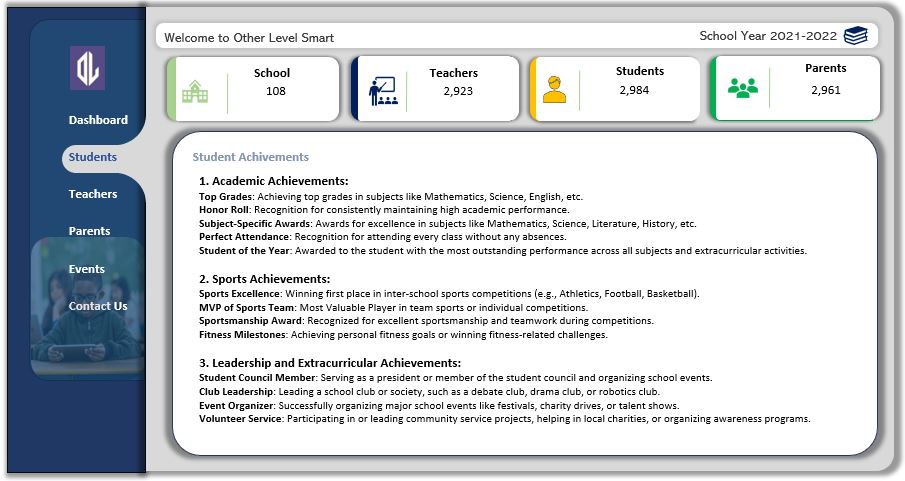 Welcome to Other Level Smart
School Year 2021-2022
School
108
Teachers
2,923
Students
2,984
Parents
2,961
DL
Dashboard
Students
Teachers
Parents
Events
Contact Us
Student Achivements
1. Academic Achievements:
Top Grades: Achieving top grades in subjects like Mathematics, Science, English, etc.
Honor Roll: Recognition for consistently maintaining high academic performance.
Subject-Specific Awards: Awards for excellence in subjects like Mathematics, Science, Literature, History, etc.
Perfect Attendance: Recognition for attending every class without any absences.
Student of the Year: Awarded to the student with the most outstanding performance across all subjects and extracurricular activities.
2. Sports Achievements:
Sports Excellence: Winning first place in inter-school sports competitions (e.g., Athletics, Football, Basketball).
MVP of Sports Team: Most Valuable Player in team sports or individual competitions.
Sportsmanship Award: Recognized for excellent sportsmanship and teamwork during competitions.
Fitness Milestones: Achieving personal fitness goals or winning fitness-related challenges.
3. Leadership and Extracurricular Achievements:
Student Council Member: Serving as a president or member of the student council and organizing school events.
Club Leadership: Leading a school club or society, such as a debate club, drama club, or robotics club.
Event Organizer: Successfully organizing major school events like festivals, charity drives, or talent shows.
Volunteer Service: Participating in or leading community service projects, helping in local charities, or organizing awareness programs.